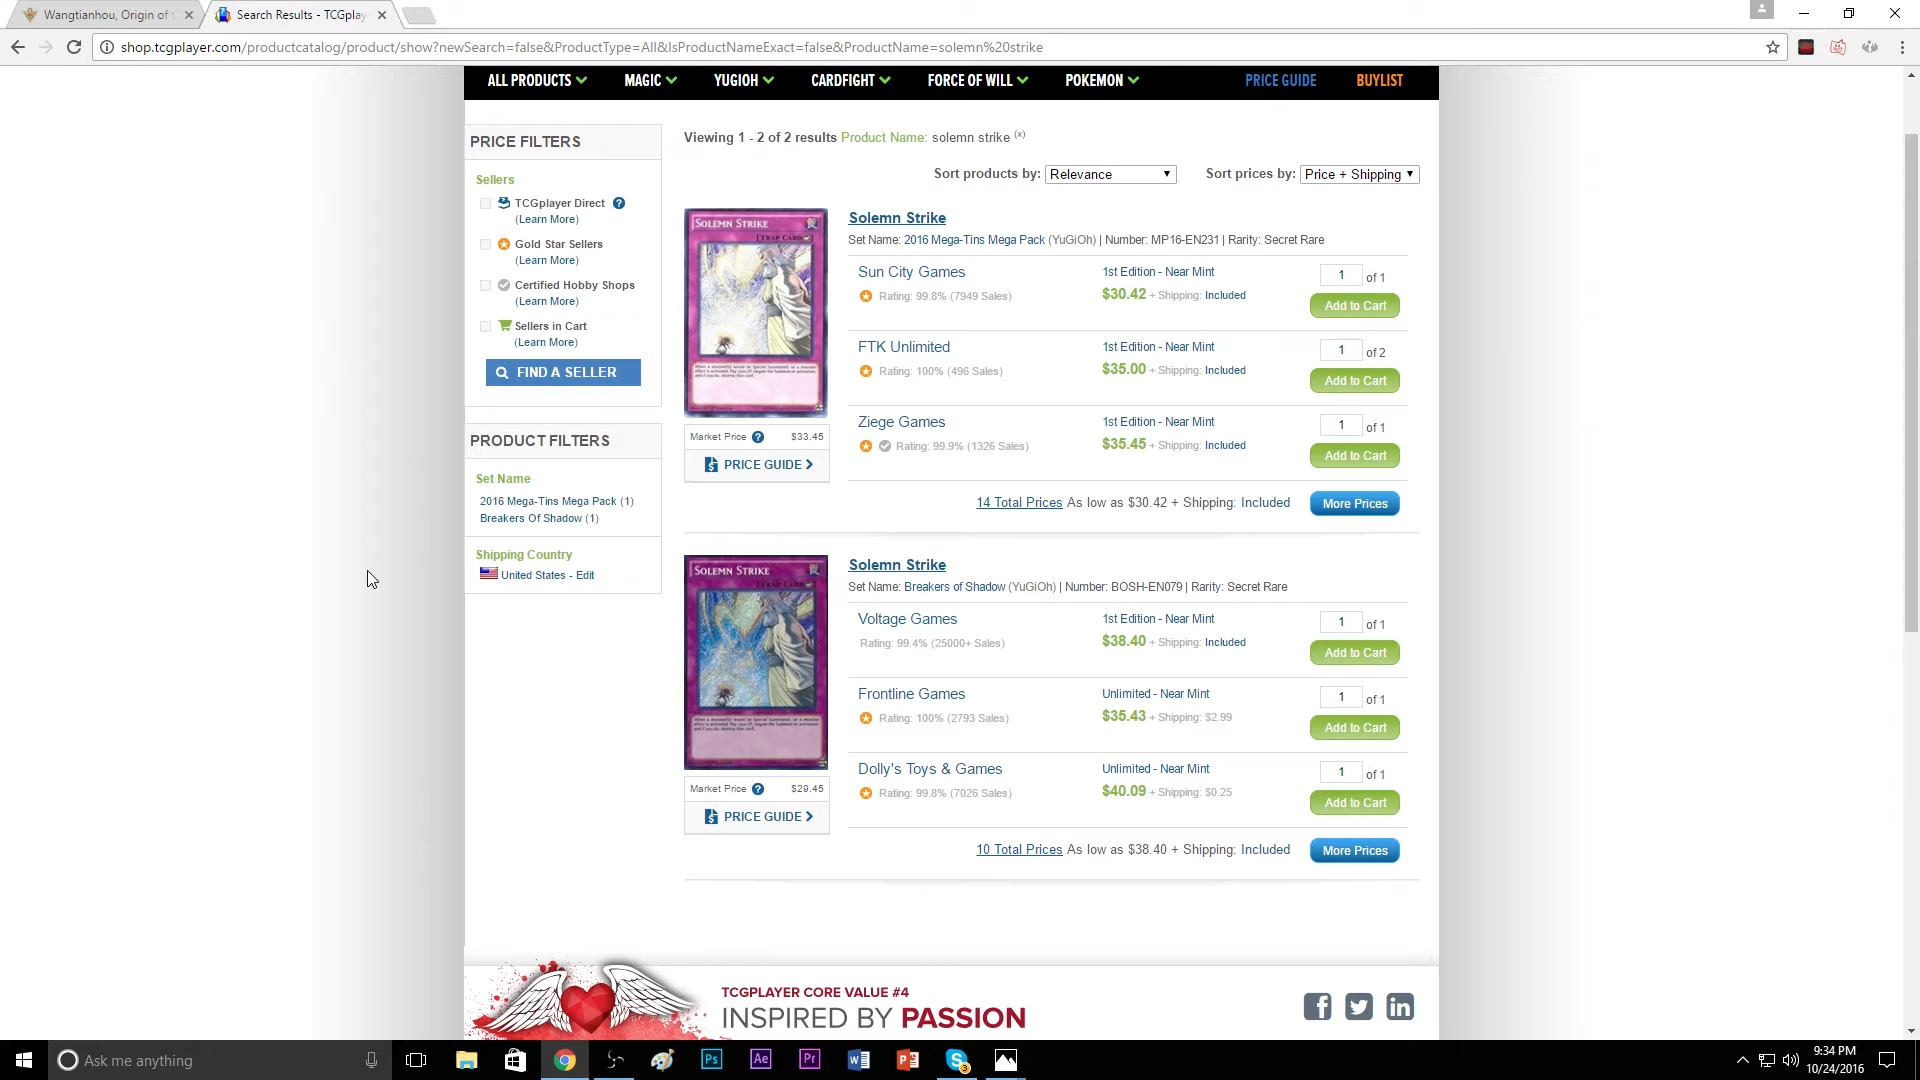 Wangtianhou, Origin of
Search Results - TCGplay
shop.tcgplayer.com/productcatalog/product/show?newSearch=false&ProductType=All&IsProductNameExact=false&ProductName=solemn%20strike
ALL PRODUCTS MAGIC YUGIOH CARDFIGHT FORCE OF WILL POKEMON PRICE GUIDE BUYLIST
PRICE FILTERS
Sellers
TCGplayer Direct ?
(Learn More)
Gold Star Sellers
(Learn More)
Certified Hobby Shops
(Learn More)
Sellers in Cart
(Learn More)
FIND A SELLER
PRODUCT FILTERS
Set Name
2016 Mega-Tins Mega Pack (1)
Breakers Of Shadow (1)
Shipping Country
United States - Edit
Viewing 1 - 2 of 2 results Product Name: solemn strike (x)
Sort products by: Relevance Sort prices by: Price + Shipping
SOLEMN STRIKE
[TRAP CARD
Market Price ? $33.45
PRICE GUIDE
Solemn Strike
Set Name: 2016 Mega-Tins Mega Pack (YuGiOh) | Number: MP16-EN231 | Rarity: Secret Rare
Sun City Games 1st Edition - Near Mint 1 of 1
Rating: 99.8% (7949 Sales) $30.42 + Shipping: Included Add to Cart
FTK Unlimited 1st Edition - Near Mint 1 of 2
Rating: 100% (496 Sales) $35.00 + Shipping: Included Add to Cart
Ziege Games 1st Edition - Near Mint 1 of 1
Rating: 99.9% (1326 Sales) $35.45 + Shipping: Included Add to Cart
14 Total Prices As low as $30.42 + Shipping: Included More Prices
SOLEMN STRIKE
[TRAP CARD
Market Price ? $29.45
PRICE GUIDE
Solemn Strike
Set Name: Breakers of Shadow (YuGiOh) | Number: BOSH-EN079 | Rarity: Secret Rare
Voltage Games 1st Edition - Near Mint 1 of 1
Rating: 99.4% (25000+ Sales) $38.40 + Shipping: Included Add to Cart
Frontline Games Unlimited - Near Mint 1 of 1
Rating: 100% (2793 Sales) $35.43 + Shipping: $2.99 Add to Cart
Dolly's Toys & Games Unlimited - Near Mint 1 of 1
Rating: 99.8% (7026 Sales) $40.09 + Shipping: $0.25 Add to Cart
10 Total Prices As low as $38.40 + Shipping: Included More Prices
TCGPLAYER CORE VALUE #4
INSPIRED BY PASSION
Ask me anything
Ps Ae Pr
3
9:34 PM
10/24/2016